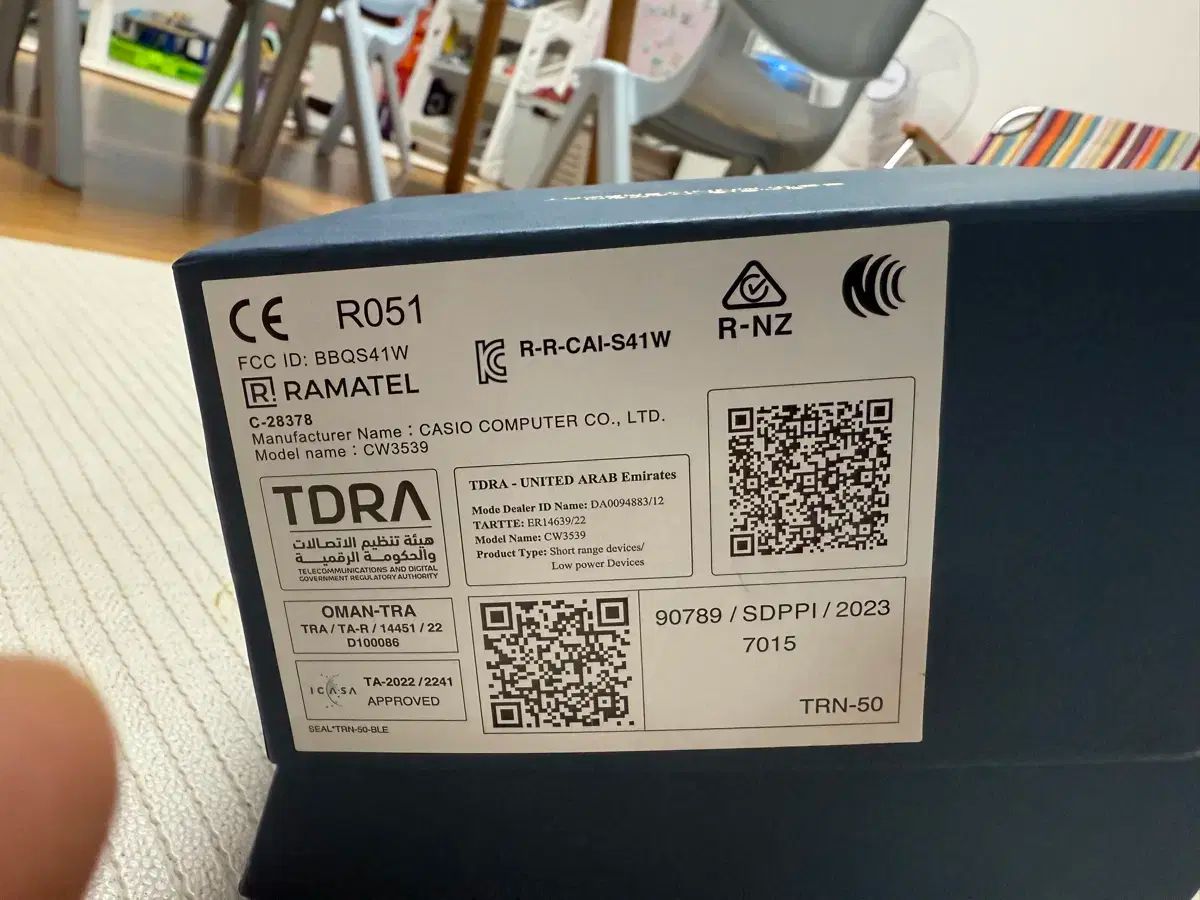 CE R051
FCC ID: BBQS41W
R! RAMATEL
C-28378
Manufacturer Name : CASIO COMPUTER CO., LTD.
Model name : CW3539
R-R-CAI-S41W
R-NZ
TDRA
هيئة تنظيم الاتصالات
والحكومة الرقمية
TELECOMMUNICATIONS AND DIGITAL
GOVERNMENT REGULATORY AUTHORITY
TDRA - UNITED ARAB Emirates
Mode Dealer ID Name: DA0094883/12
TARTTE: ER14639/22
Model Name: CW3539
Product Type: Short range devices/
Low power Devices
OMAN-TRA
TRA / TA-R / 14451 / 22
D100086
ICASA
TA-2022 /2241
APPROVED
90789 / SDPPI / 2023
7015
TRN-50
SEAL*TRN-50-BLE